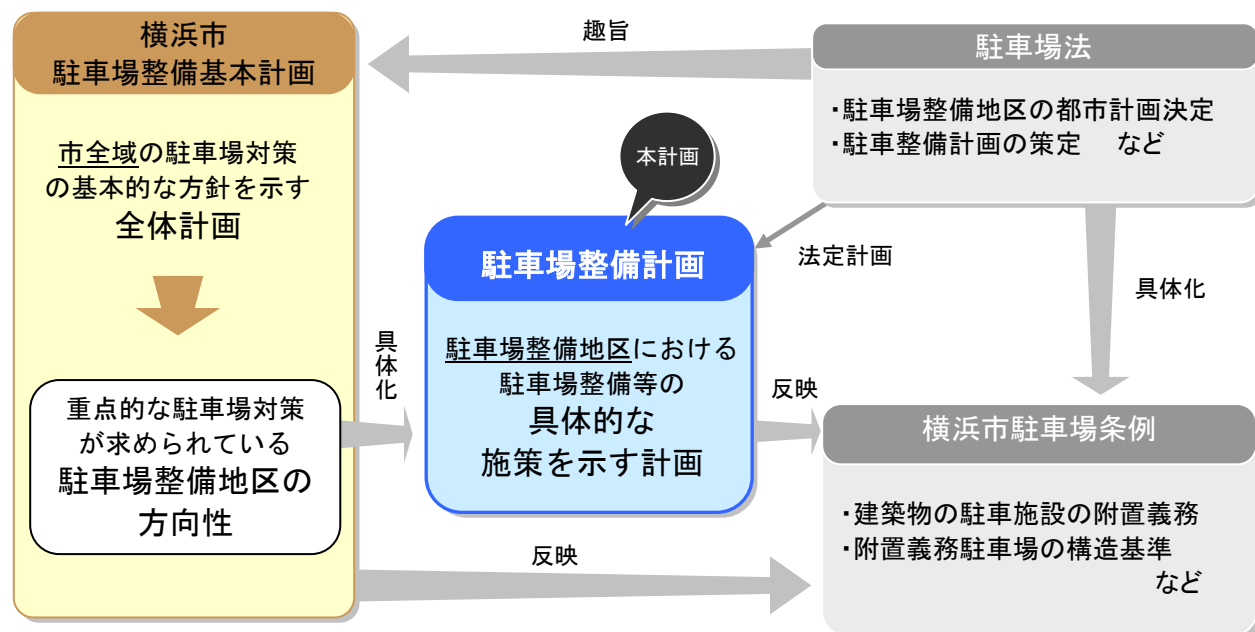 横浜市
駐車場整備基本計画
市全域の駐車場対策
の基本的な方針を示す
全体計画
重点的な駐車場対策
が求められている
駐車場整備地区の
方向性
趣旨
駐車場法
・駐車場整備地区の都市計画決定
・駐車整備計画の策定　など
本計画
法定計画
具体化
駐車場整備計画
駐車場整備地区における
駐車場整備等の
具体的な
施策を示す計画
具体化
反映
横浜市駐車場条例
・建築物の駐車施設の附置義務
・附置義務駐車場の構造基準
など
反映